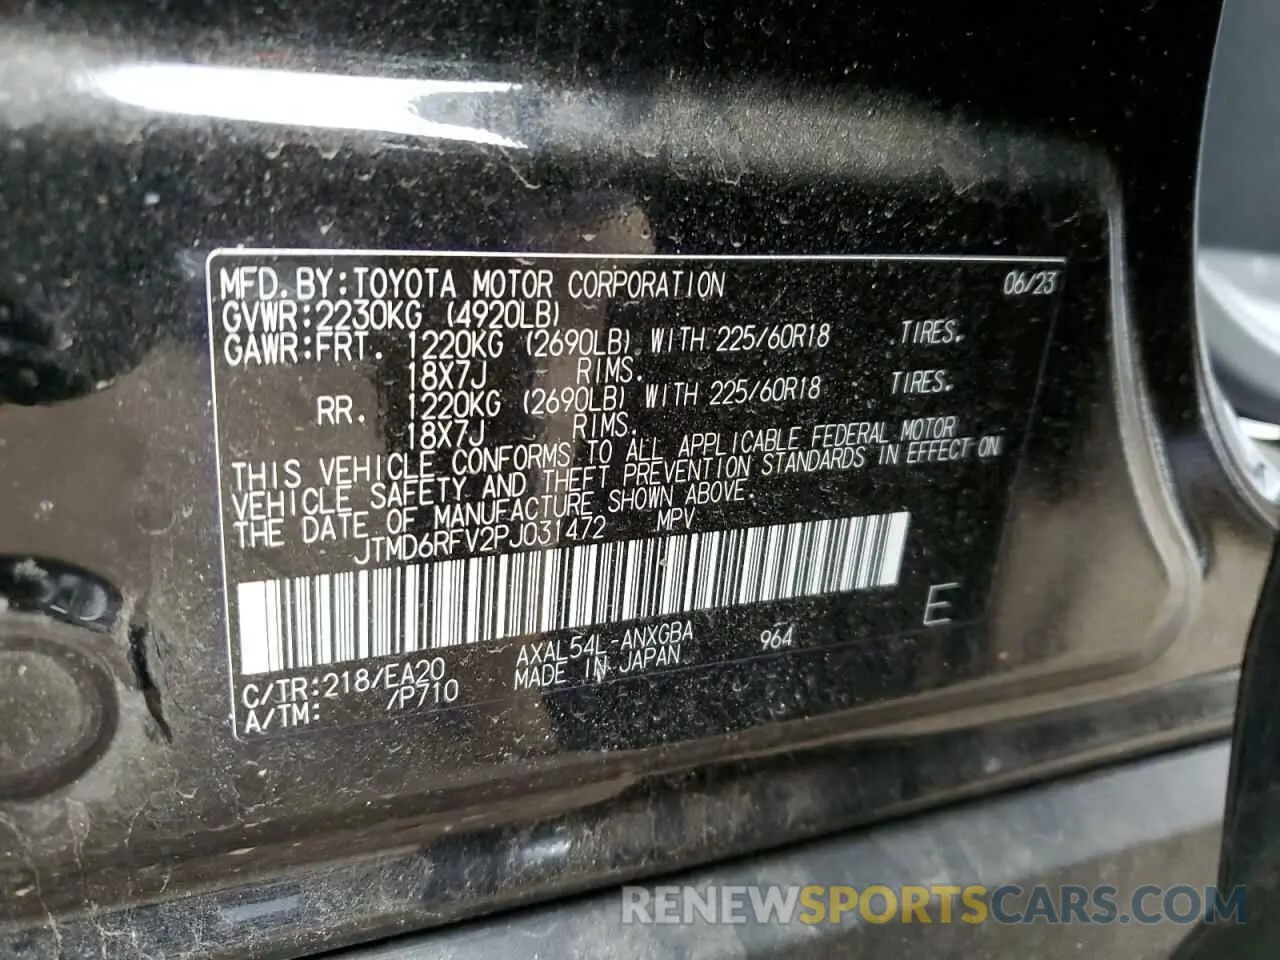 MFD.BY:TOYOTA MOTOR CORPORATION 06/23
GVWR:2230KG (4920LB)
GAWR:FRT. 1220KG (2690LB) WITH 225/60R18 TIRES.
18X7J RIMS.
RR. 1220KG (2690LB) WITH 225/60R18 TIRES.
18X7J RIMS.
THIS VEHICLE CONFORMS TO ALL APPLICABLE FEDERAL MOTOR
VEHICLE SAFETY AND THEFT PREVENTION STANDARDS IN EFFECT ON
THE DATE OF MANUFACTURE SHOWN ABOVE.
JTMD6RFV2PJ031472 MPV
E
C/TR:218/EA20 AXAL54L-ANXGBA 964
A/TM: /P710 MADE IN JAPAN
RENEWSPORTSCARS.COM